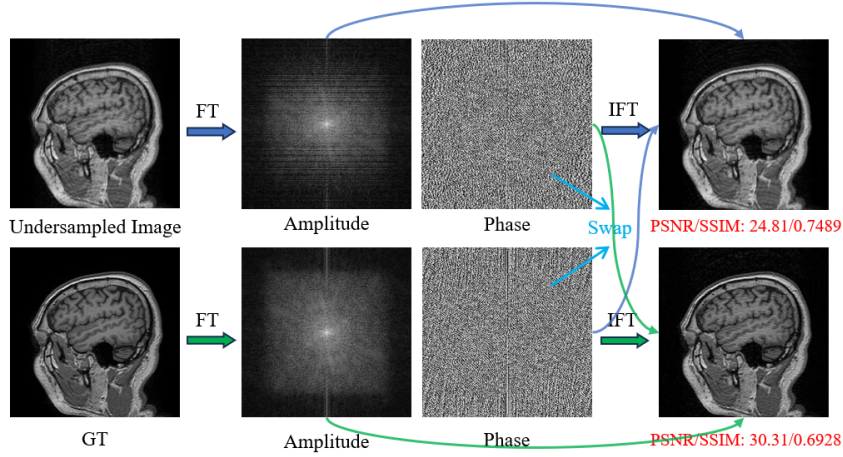 FT
IFT
Undersampled Image
Amplitude
Phase
Swap
PSNR/SSIM: 24.81/0.7489
FT
IFT
GT
Amplitude
Phase
PSNR/SSIM: 30.31/0.6928